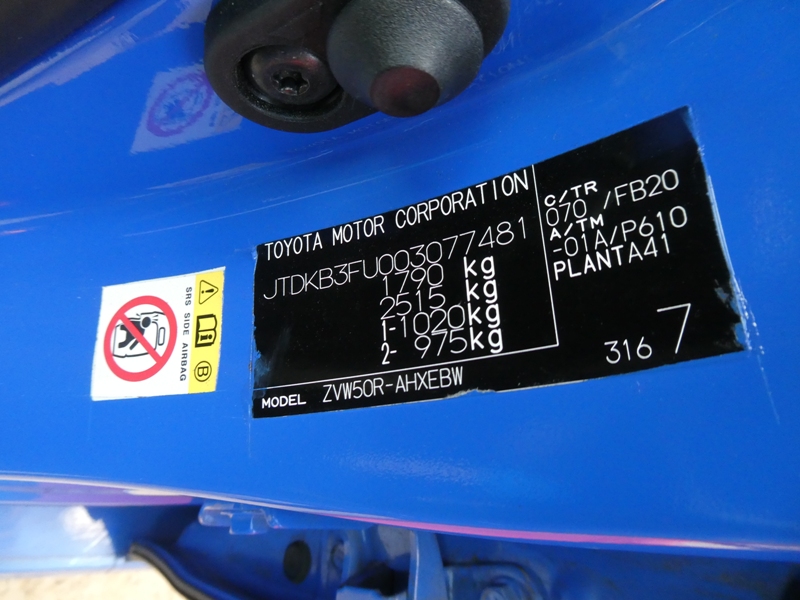 TOYOTA MOTOR CORPORATION
JTDKB3FU003077481
1790 kg
2515 kg
1-1020kg
2- 975kg
MODEL ZVW50R-AHXEBW
C/TR
070 /FB20
A/TM
-01A/P610
PLANTA41
316 7
SRS SIDE AIRBAG
B